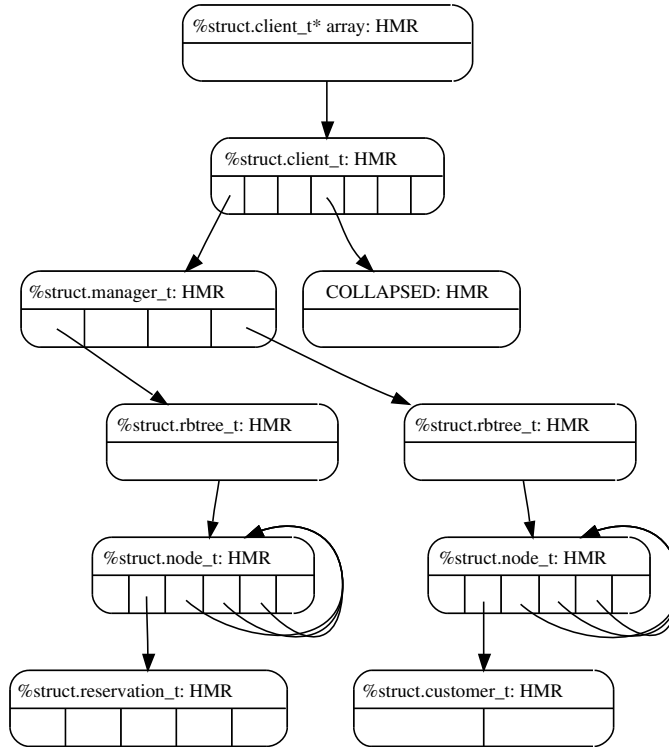 %struct.client_t* array: HMR
%struct.client_t: HMR
%struct.manager_t: HMR
COLLAPSED: HMR
%struct.rbtree_t: HMR
%struct.rbtree_t: HMR
%struct.node_t: HMR
%struct.node_t: HMR
%struct.reservation_t: HMR
%struct.customer_t: HMR